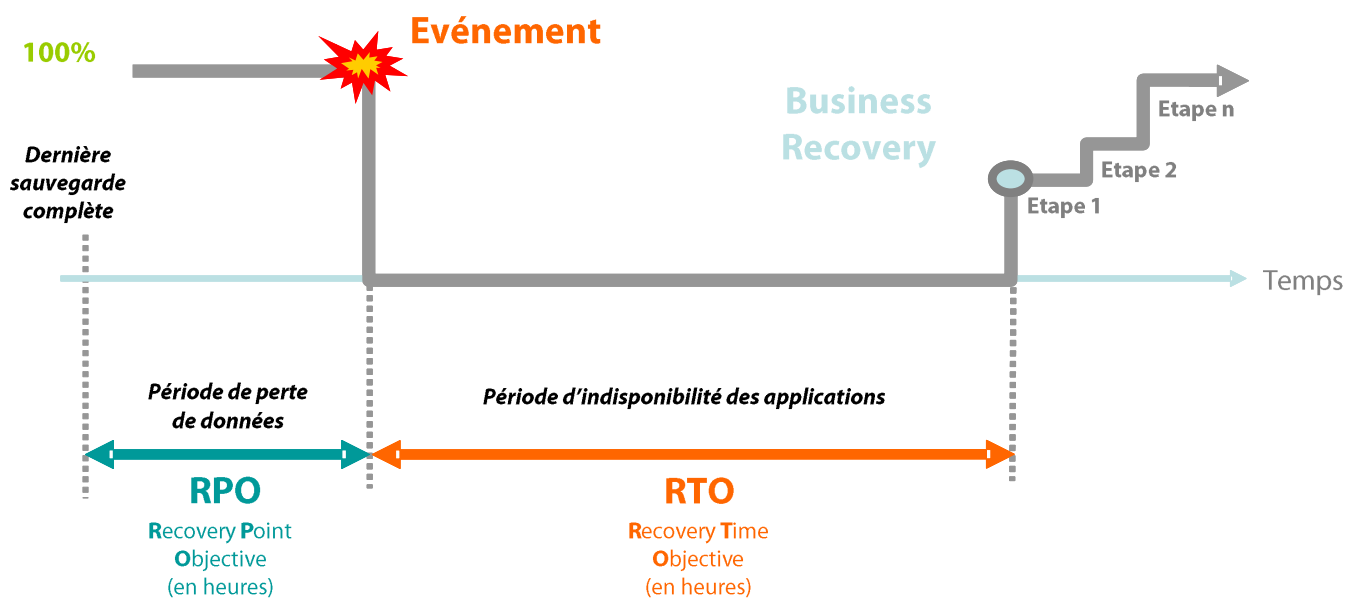 Evénement
100%
Business
Recovery
Etape n
Etape 2
Etape 1
Dernière
sauvegarde
complète
Temps
Période de perte
de données
Période d'indisponibilité des applications
RPO
Recovery Point
Objective
(en heures)
RTO
Recovery Time
Objective
(en heures)